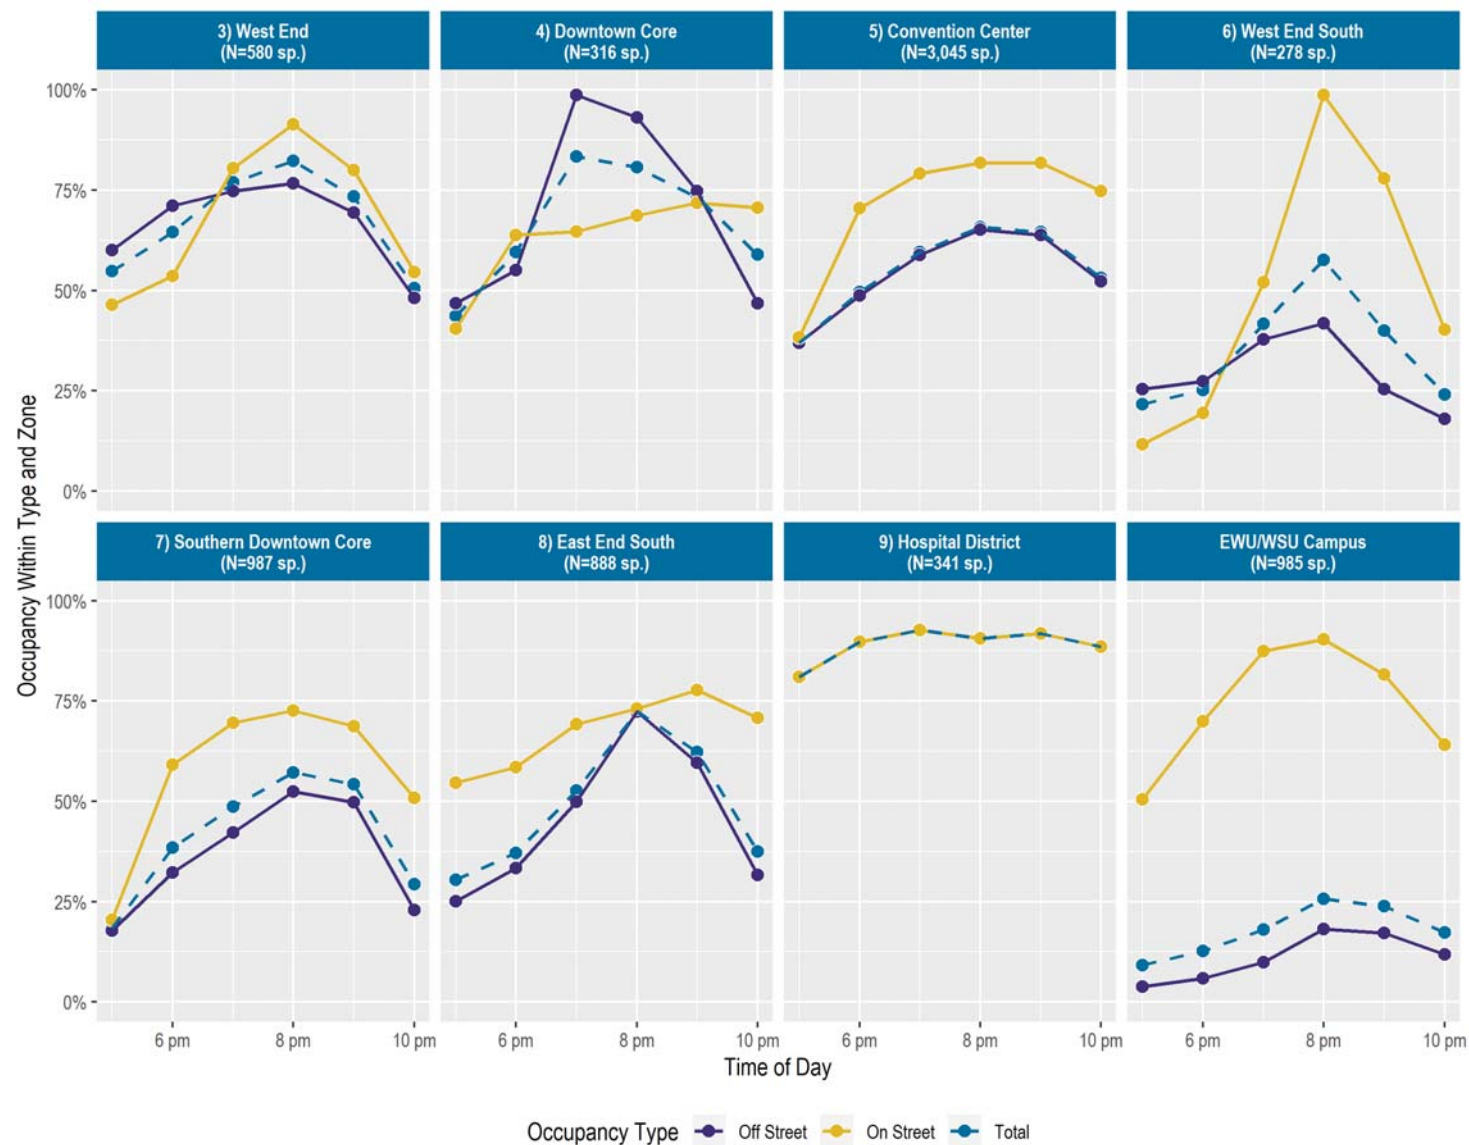 3) West End
(N=580 sp.)
4) Downtown Core
(N=316 sp.)
5) Convention Center
(N=3,045 sp.)
6) West End South
(N=278 sp.)
100%
75%
50%
25%
0%
Occupancy Within Type and Zone
7) Southern Downtown Core
(N=987 sp.)
8) East End South
(N=888 sp.)
9) Hospital District
(N=341 sp.)
EWU/WSU Campus
(N=985 sp.)
100%
75%
50%
25%
0%
6 pm 8 pm 10 pm
6 pm 8 pm 10 pm
6 pm 8 pm 10 pm
6 pm 8 pm 10 pm
Time of Day
Occupancy Type Off Street On Street Total